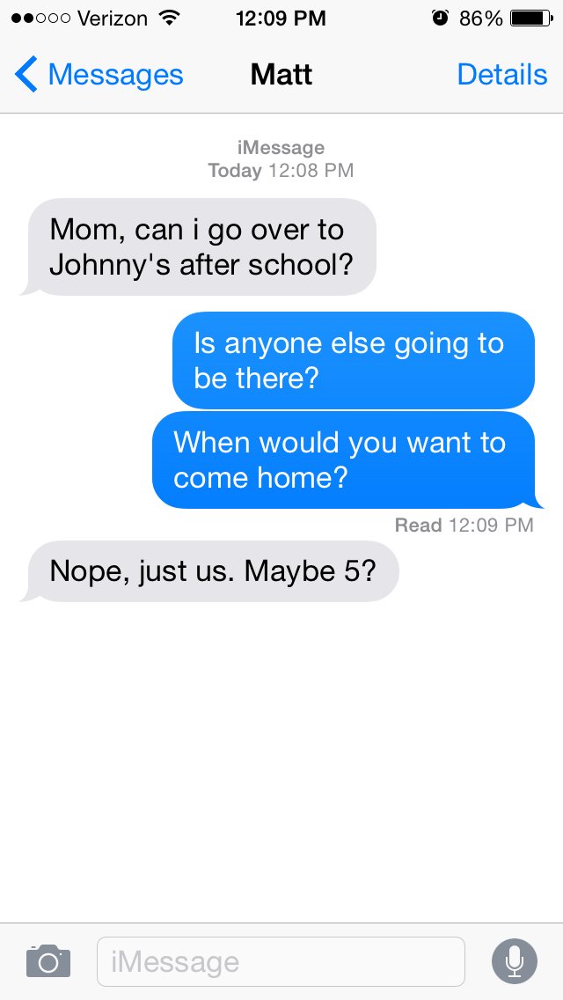 Verizon 12:09 PM 86%
Messages Matt Details
iMessage
Today 12:08 PM
Mom, can i go over to
Johnny's after school?
Is anyone else going to
be there?
When would you want to
come home?
Read 12:09 PM
Nope, just us. Maybe 5?
iMessage